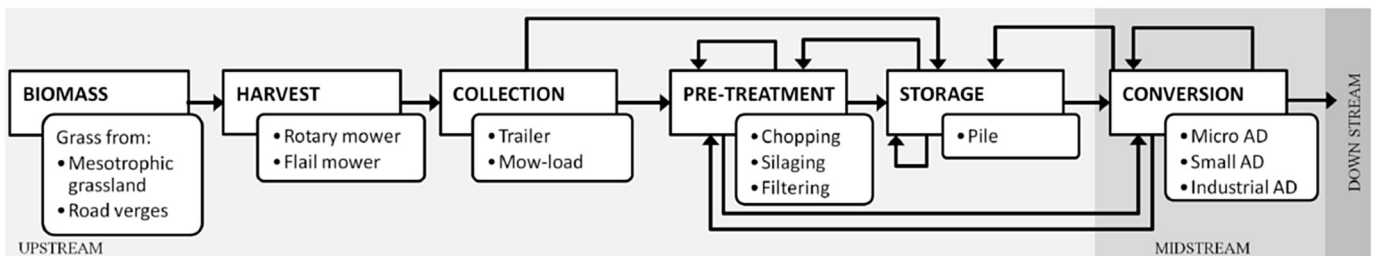 BIOMASS
Grass from:
• Mesotrophic
grassland
• Road verges
HARVEST
• Rotary mower
• Flail mower
COLLECTION
• Trailer
• Mow-load
PRE-TREATMENT
• Chopping
• Silaging
• Filtering
STORAGE
• Pile
CONVERSION
• Micro AD
• Small AD
• Industrial AD
UPSTREAM
MIDSTREAM
DOWN STREAM